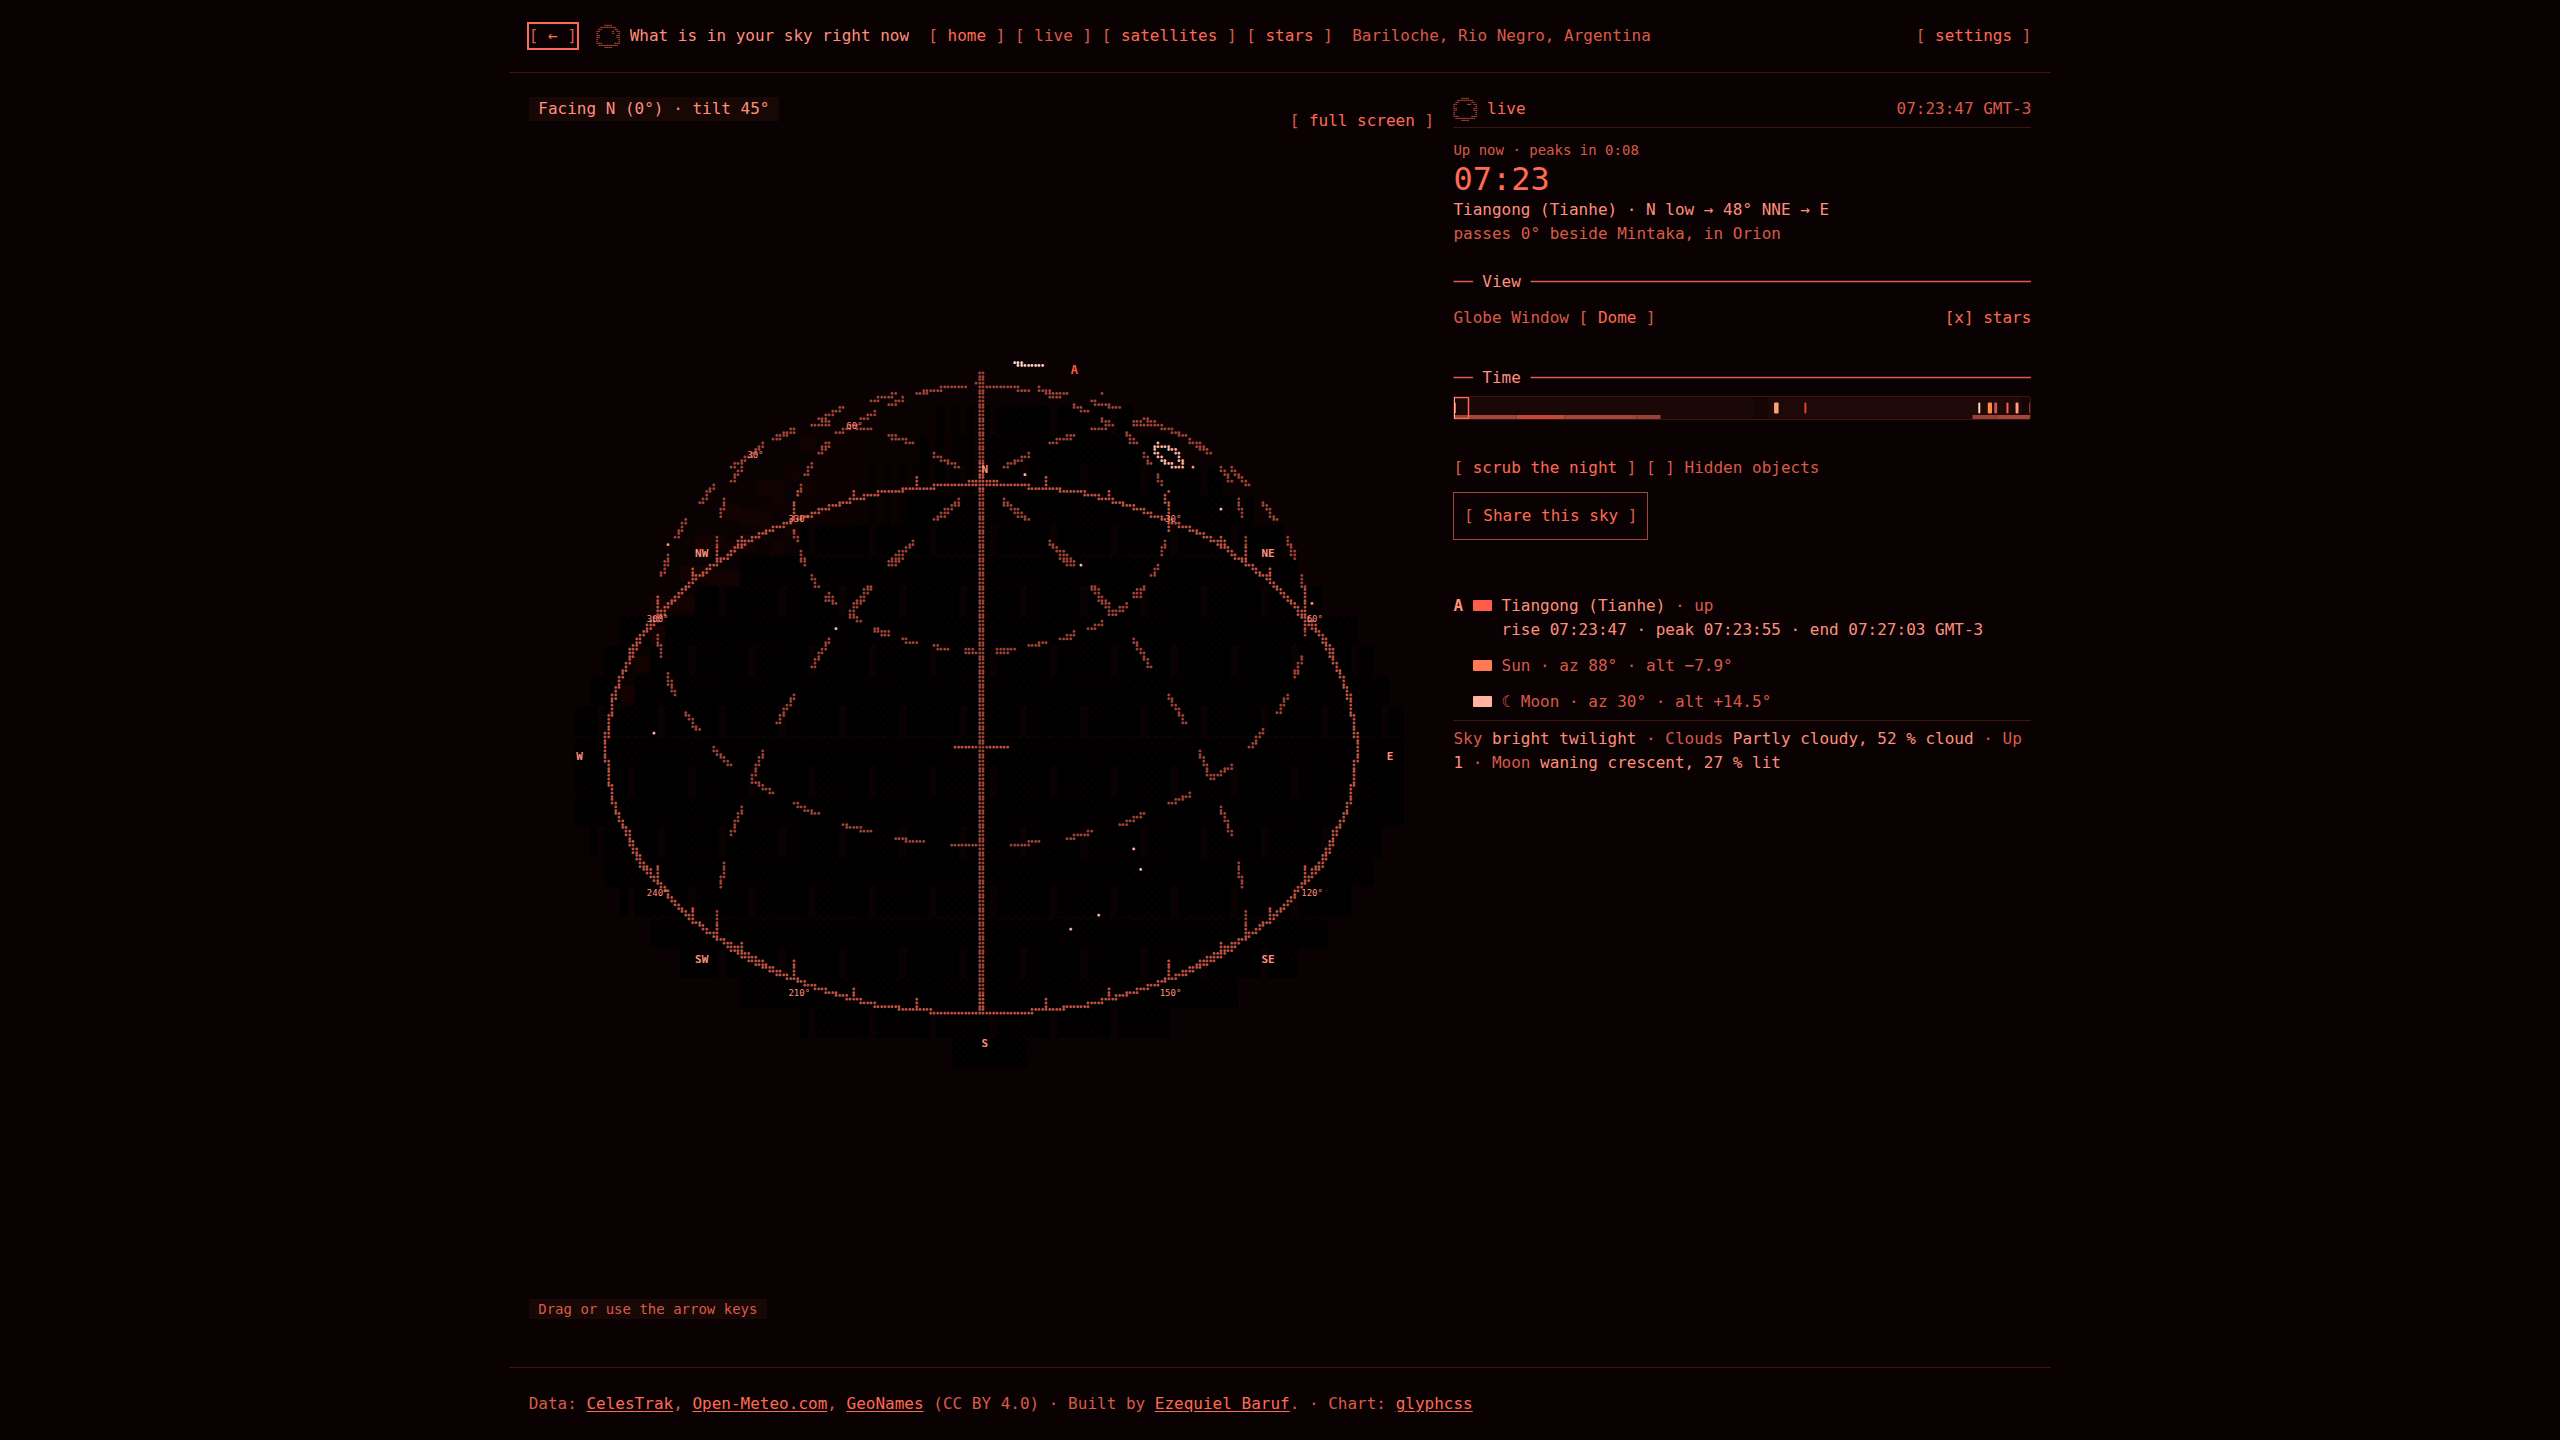 [ ← ] What is in your sky right now [ home ] [ live ] [ satellites ] [ stars ] Bariloche, Rio Negro, Argentina [ settings ]
Facing N (0°) · tilt 45°
[ full screen ]
live 07:23:47 GMT-3
Up now · peaks in 0:08
07:23
Tiangong (Tianhe) · N low → 48° NNE → E
passes 0° beside Mintaka, in Orion
View
Globe Window [ Dome ] [x] stars
Time
[ scrub the night ] [ ] Hidden objects
[ Share this sky ]
A Tiangong (Tianhe) · up
rise 07:23:47 · peak 07:23:55 · end 07:27:03 GMT-3
Sun · az 88° · alt −7.9°
☾ Moon · az 30° · alt +14.5°
Sky bright twilight · Clouds Partly cloudy, 52 % cloud · Up
1 · Moon waning crescent, 27 % lit
A
60°
30°
N
330° 30°
NW NE
300° 60°
W E
240° 120°
SW SE
210° 150°
S
Drag or use the arrow keys
Data: CelesTrak, Open-Meteo.com, GeoNames (CC BY 4.0) · Built by Ezequiel Baruf. · Chart: glyphcss